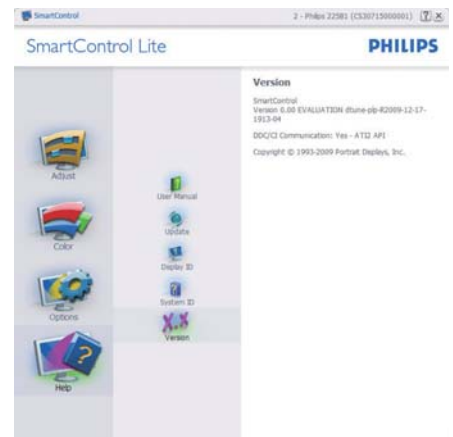 SmartControl
2 - Philips 225B1 (CS30715000001)
SmartControl Lite
PHILIPS
Adjust
Color
Options
Help
User Manual
Update
Display ID
System ID
X.X
Version
Version
SmartControl
Version 0.00 EVALUATION dtune-plp-R2009-12-17-
1913-04
DDC/CI Communication: Yes - ATI2 API
Copyright © 1993-2009 Portrait Displays, Inc.